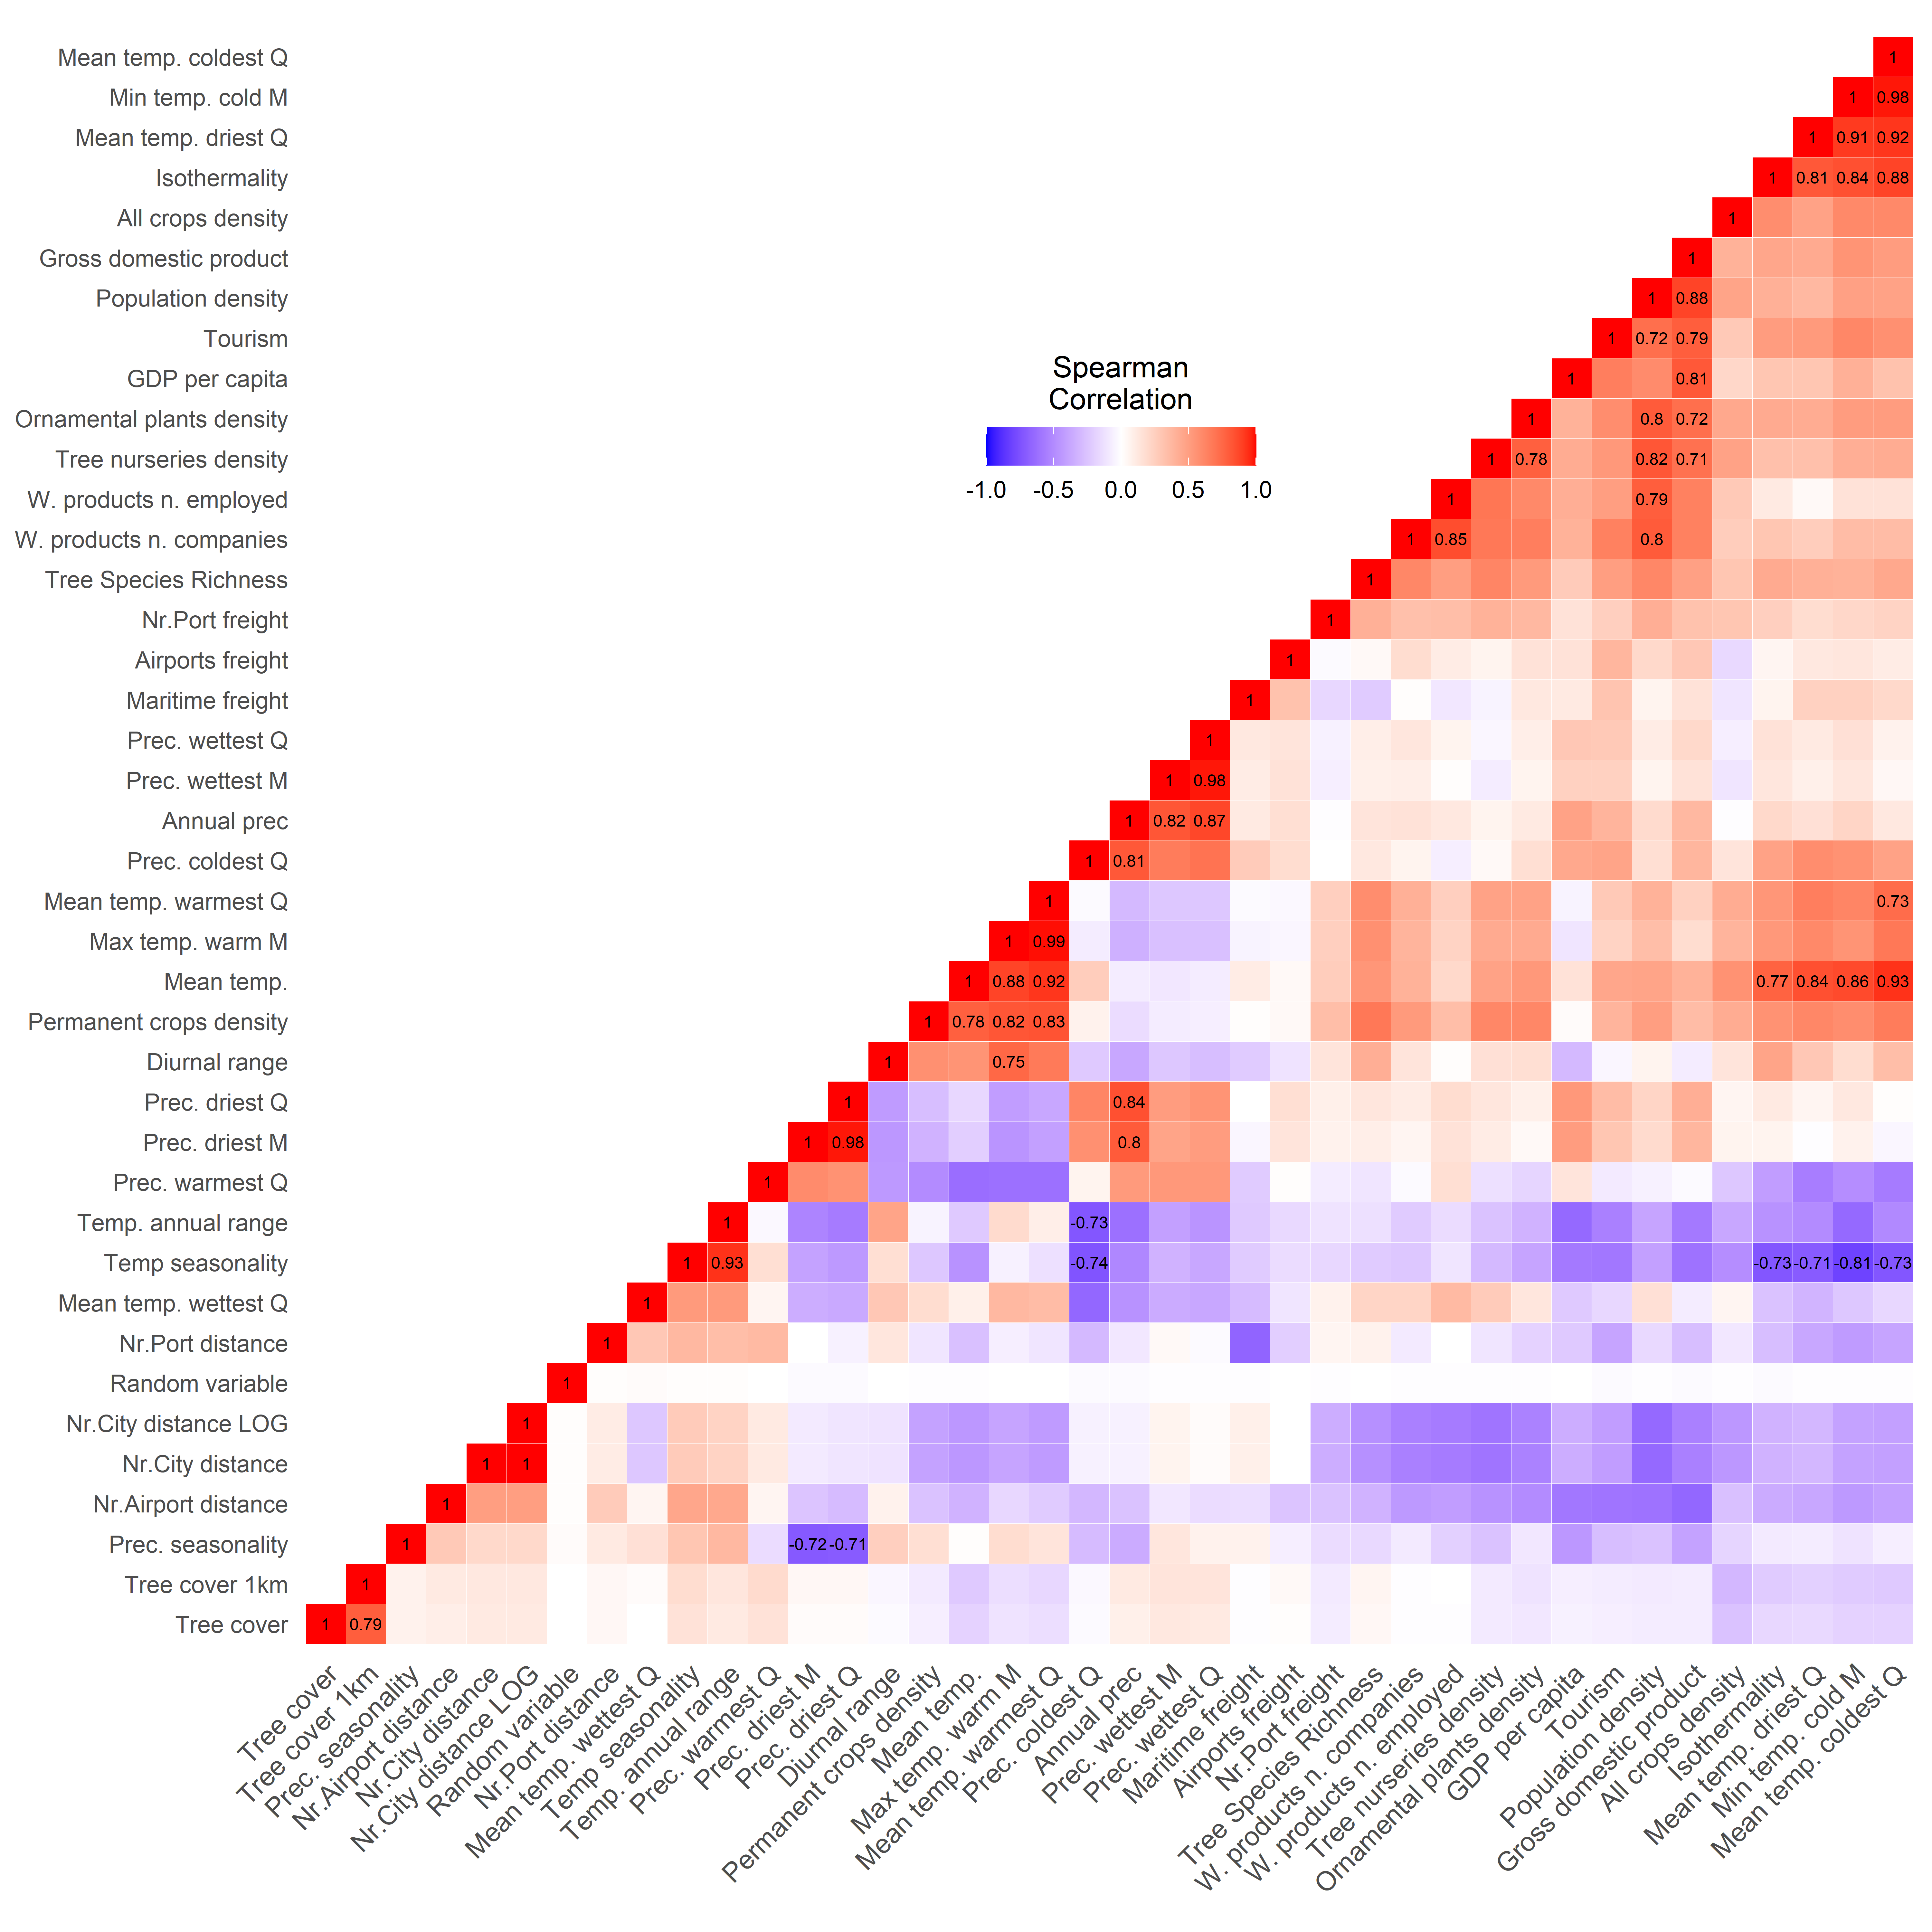 Mean temp. coldest Q 1
Min temp. cold M 1 0.98
Mean temp. driest Q 1 0.91 0.92
Isothermality 1 0.81 0.84 0.88
All crops density 1
Gross domestic product 1
Population density 1 0.88
Tourism 1 0.72 0.79
Spearman
Correlation
-1.0 -0.5 0.0 0.5 1.0
GDP per capita 1 0.81
Ornamental plants density 1 0.8 0.72
Tree nurseries density 1 0.78 0.82 0.71
W. products n. employed 1 0.79
W. products n. companies 1 0.85 0.8
Tree Species Richness 1
Nr.Port freight 1
Airports freight 1
Maritime freight 1
Prec. wettest Q 1
Prec. wettest M 1 0.98
Annual prec 1 0.82 0.87
Prec. coldest Q 1 0.81
Mean temp. warmest Q 1 0.73
Max temp. warm M 1 0.99
Mean temp. 1 0.88 0.92 0.77 0.84 0.86 0.93
Permanent crops density 1 0.78 0.82 0.83
Diurnal range 1 0.75
Prec. driest Q 1 0.84
Prec. driest M 1 0.98 0.8
Prec. warmest Q 1
Temp. annual range 1 -0.73
Temp seasonality 1 0.93 -0.74 -0.73 -0.71 -0.81 -0.73
Mean temp. wettest Q 1
Nr.Port distance 1
Random variable 1
Nr.City distance LOG 1
Nr.City distance 1 1
Nr.Airport distance 1
Prec. seasonality 1 -0.72 -0.71
Tree cover 1km 1
Tree cover 1 0.79
Tree cover
Tree cover 1km
Prec. seasonality
Nr.Airport distance
Nr.City distance
Nr.City distance LOG
Random variable
Nr.Port distance
Mean temp. wettest Q
Temp seasonality
Temp. annual range
Prec. warmest Q
Prec. driest M
Prec. driest Q
Diurnal range
Permanent crops density
Mean temp.
Max temp. warm M
Mean temp. warmest Q
Prec. coldest Q
Annual prec
Prec. wettest M
Prec. wettest Q
Maritime freight
Airports freight
Nr.Port freight
Tree Species Richness
W. products n. companies
W. products n. employed
Tree nurseries density
Ornamental plants density
GDP per capita
Tourism
Population density
Gross domestic product
All crops density
Isothermality
Mean temp. driest Q
Min temp. cold M
Mean temp. coldest Q